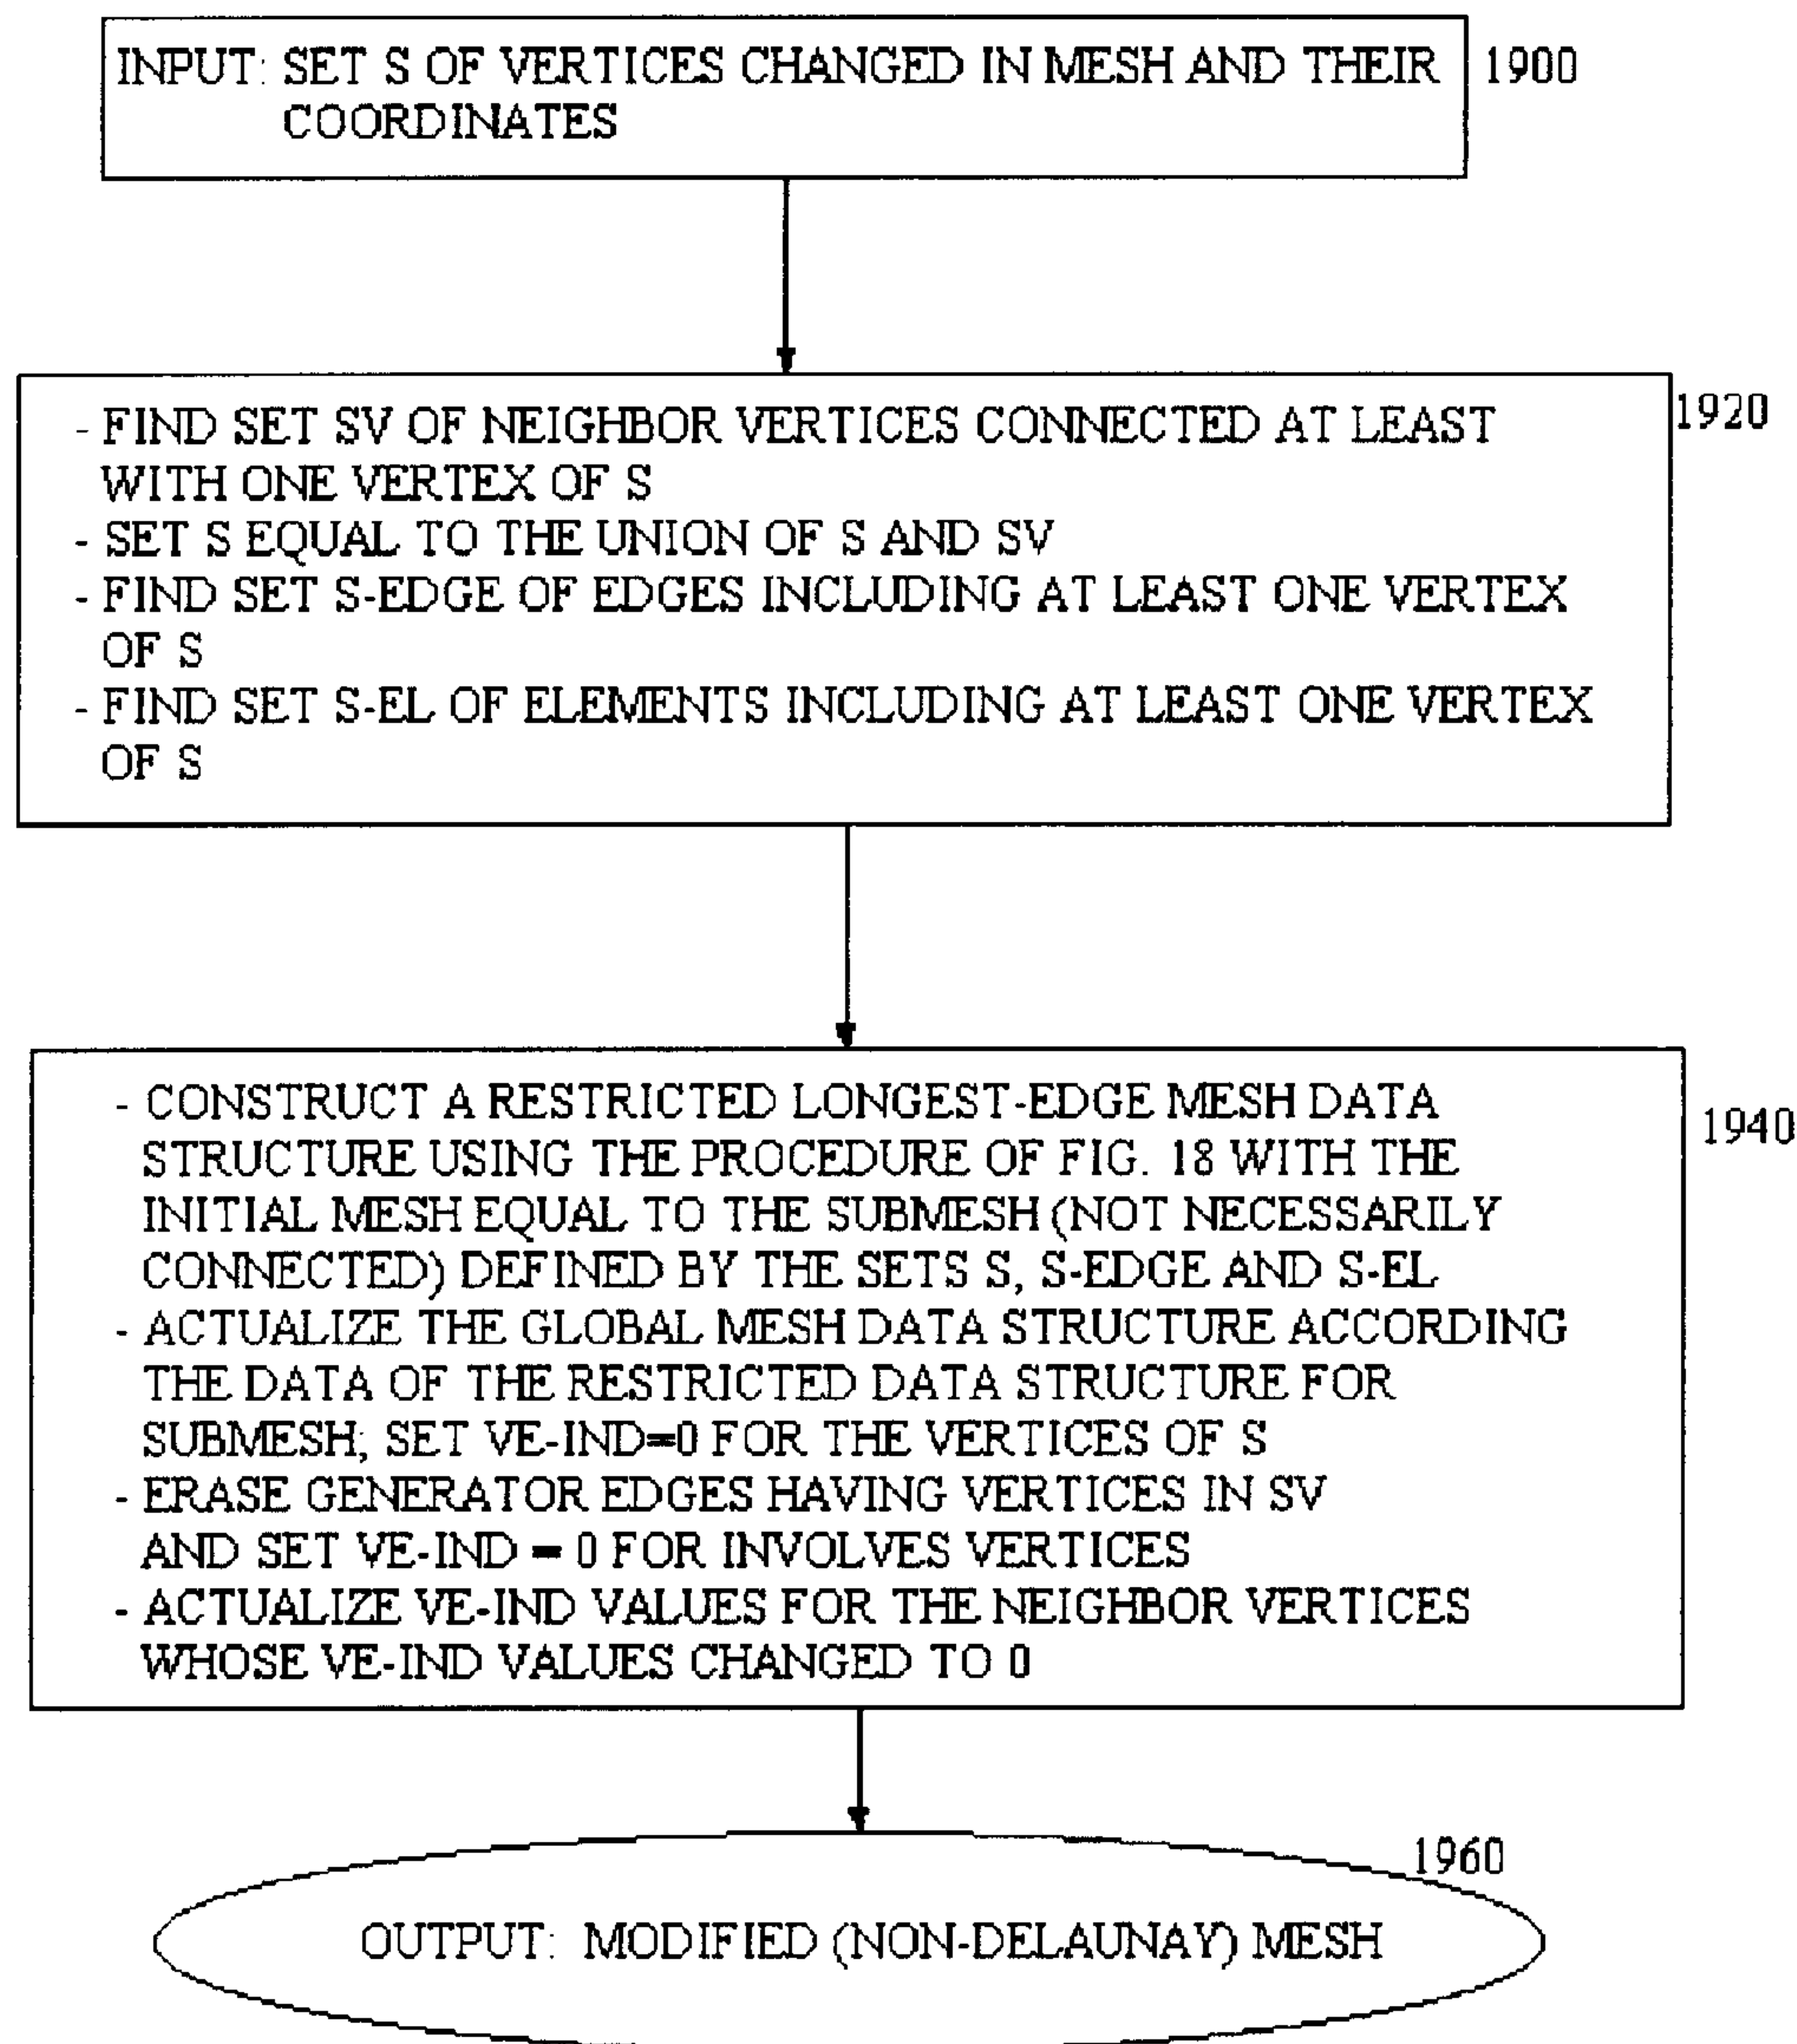 INPUT: SET S OF VERTICES CHANGED IN MESH AND THEIR
COORDINATES
1900
1920
- FIND SET SV OF NEIGHBOR VERTICES CONNECTED AT LEAST
WITH ONE VERTEX OF S
- SET S EQUAL TO THE UNION OF S AND SV
- FIND SET S-EDGE OF EDGES INCLUDING AT LEAST ONE VERTEX
OF S
- FIND SET S-EL OF ELEMENTS INCLUDING AT LEAST ONE VERTEX
OF S
1940
- CONSTRUCT A RESTRICTED LONGEST-EDGE MESH DATA
STRUCTURE USING THE PROCEDURE OF FIG. 18 WITH THE
INITIAL MESH EQUAL TO THE SUBMESH (NOT NECESSARILY
CONNECTED) DEFINED BY THE SETS S, S-EDGE AND S-EL
- ACTUALIZE THE GLOBAL MESH DATA STRUCTURE ACCORDING
THE DATA OF THE RESTRICTED DATA STRUCTURE FOR
SUBMESH; SET VE-IND=0 FOR THE VERTICES OF S
- ERASE GENERATOR EDGES HAVING VERTICES IN SV
AND SET VE-IND = 0 FOR INVOLVES VERTICES
- ACTUALIZE VE-IND VALUES FOR THE NEIGHBOR VERTICES
WHOSE VE-IND VALUES CHANGED TO 0
1960
OUTPUT: MODIFIED (NON-DELAUNAY) MESH